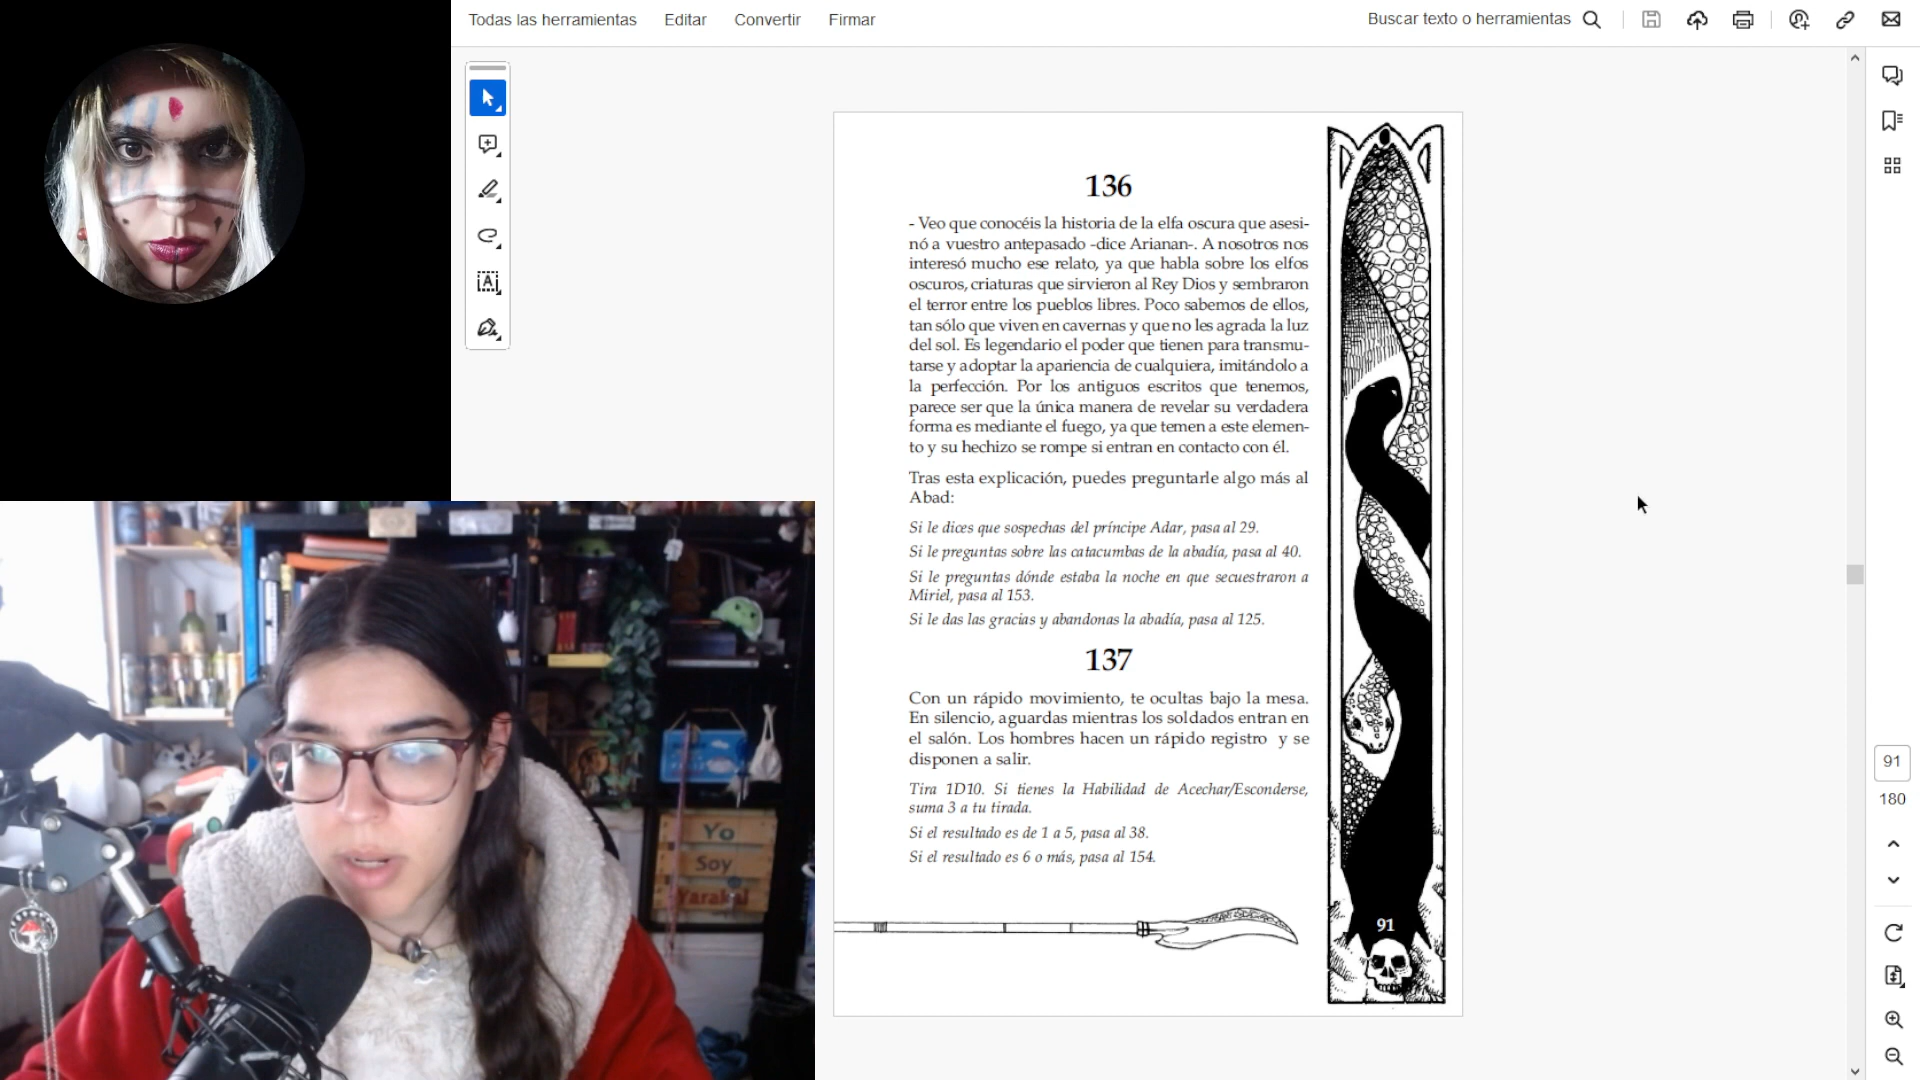 Todas las herramientas Editar Convertir Firmar Buscar texto o herramientas
136
- Veo que conocéis la historia de la elfa oscura que asesi-
nó a vuestro antepasado -dice Arianan-. A nosotros nos
interesó mucho ese relato, ya que habla sobre los elfos
oscuros, criaturas que sirvieron al Rey Dios y sembraron
el terror entre los pueblos libres. Poco sabemos de ellos,
tan sólo que viven en cavernas y que no les agrada la luz
del sol. Es legendario el poder que tienen para transmu-
tarse y adoptar la apariencia de cualquiera, imitándolo a
la perfección. Por los antiguos escritos que tenemos,
parece ser que la única manera de revelar su verdadera
forma es mediante el fuego, ya que temen a este elemen-
to y su hechizo se rompe si entran en contacto con él.
Tras esta explicación, puedes preguntarle algo más al
Abad:
Si le dices que sospechas del príncipe Adar, pasa al 29.
Si le preguntas sobre las catacumbas de la abadía, pasa al 40.
Si le preguntas dónde estaba la noche en que secuestraron a
Miriel, pasa al 153.
Si le das las gracias y abandonas la abadía, pasa al 125.
137
Con un rápido movimiento, te ocultas bajo la mesa.
En silencio, aguardas mientras los soldados entran en
el salón. Los hombres hacen un rápido registro y se
disponen a salir.
Tira 1D10. Si tienes la Habilidad de Acechar/Esconderse,
suma 3 a tu tirada.
Si el resultado es de 1 a 5, pasa al 38.
Si el resultado es 6 o más, pasa al 154.
91
91
180
Yo
Soy
Yarakal